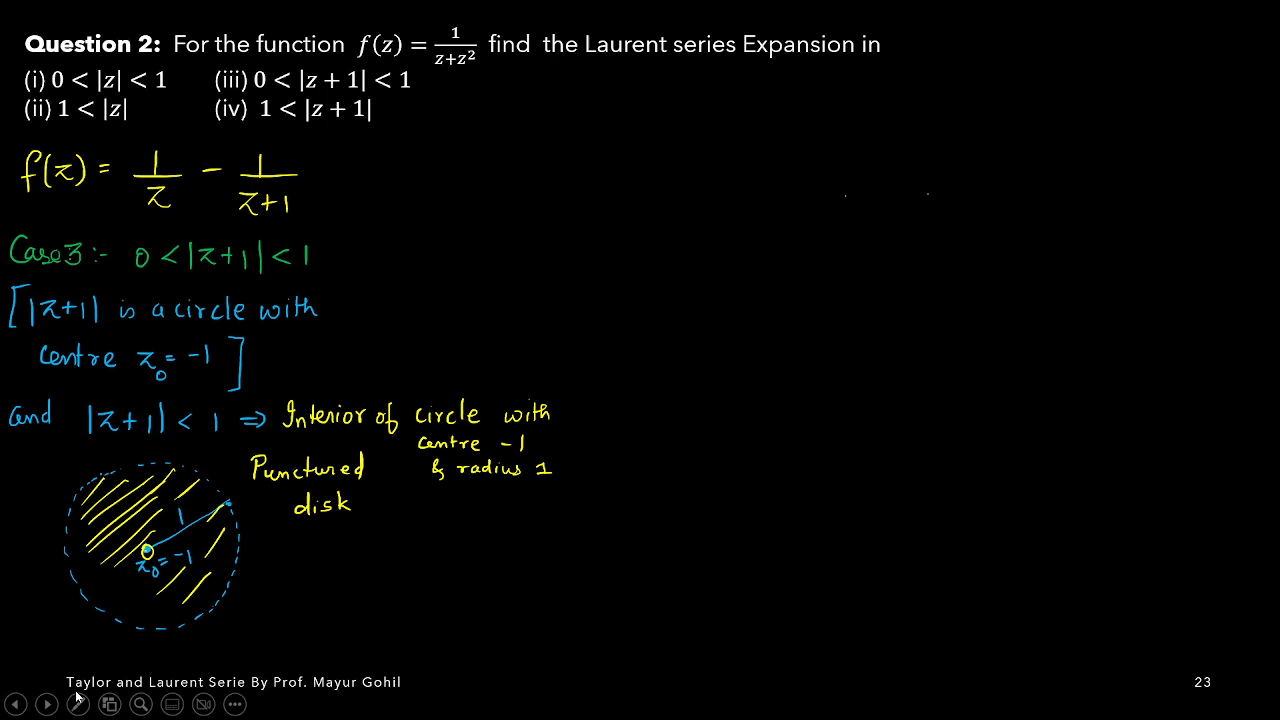 Question 2: For the function f(z) = 1/(z+z²) find the Laurent series Expansion in
(i) 0 < |z| < 1 (iii) 0 < |z + 1| < 1
(ii) 1 < |z| (iv) 1 < |z + 1|
f(z) = 1/z - 1/(z+1)
Case 3 :- 0 < |z+1| < 1
[|z+1| is a circle with
centre z₀ = -1 ]
and |z+1| < 1 => Interior of circle with
centre -1
& radius 1
Punctured
disk
1
z₀ = -1
Taylor and Laurent Serie By Prof. Mayur Gohil
23